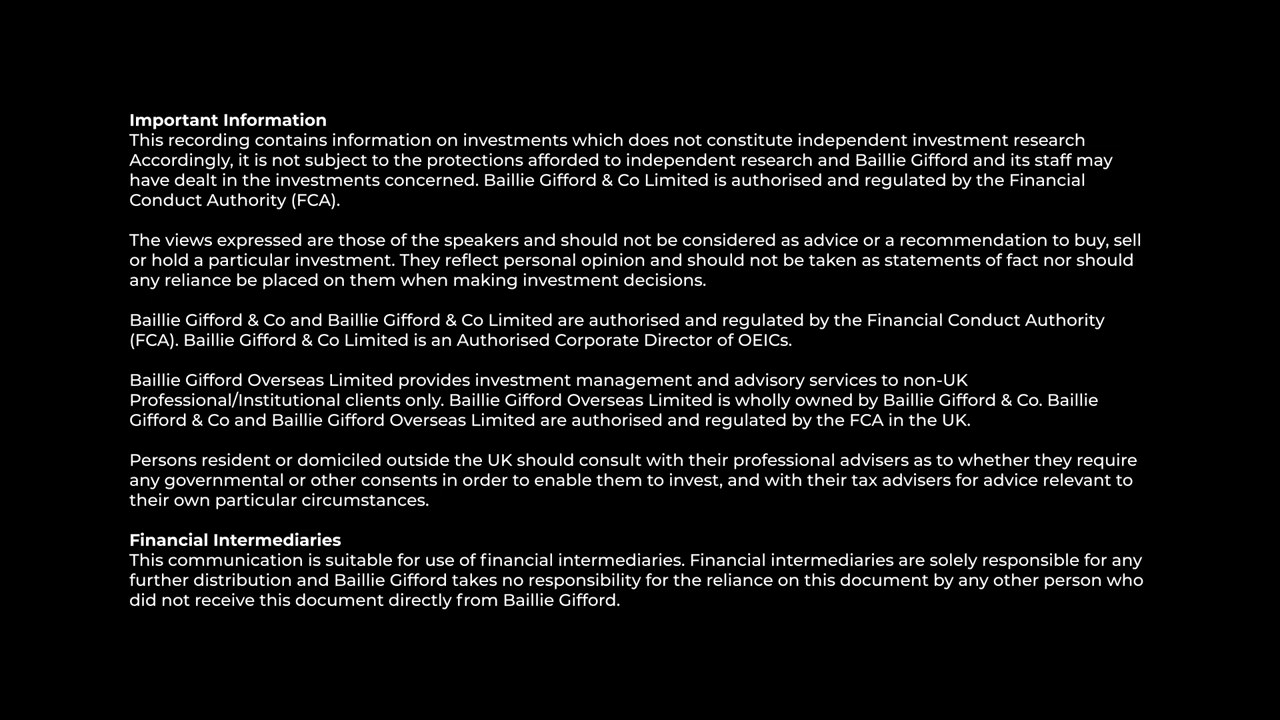 Important Information
This recording contains information on investments which does not constitute independent investment research
Accordingly, it is not subject to the protections afforded to independent research and Baillie Gifford and its staff may
have dealt in the investments concerned. Baillie Gifford & Co Limited is authorised and regulated by the Financial
Conduct Authority (FCA).
The views expressed are those of the speakers and should not be considered as advice or a recommendation to buy, sell
or hold a particular investment. They reflect personal opinion and should not be taken as statements of fact nor should
any reliance be placed on them when making investment decisions.
Baillie Gifford & Co and Baillie Gifford & Co Limited are authorised and regulated by the Financial Conduct Authority
(FCA). Baillie Gifford & Co Limited is an Authorised Corporate Director of OEICs.
Baillie Gifford Overseas Limited provides investment management and advisory services to non-UK
Professional/Institutional clients only. Baillie Gifford Overseas Limited is wholly owned by Baillie Gifford & Co. Baillie
Gifford & Co and Baillie Gifford Overseas Limited are authorised and regulated by the FCA in the UK.
Persons resident or domiciled outside the UK should consult with their professional advisers as to whether they require
any governmental or other consents in order to enable them to invest, and with their tax advisers for advice relevant to
their own particular circumstances.
Financial Intermediaries
This communication is suitable for use of financial intermediaries. Financial intermediaries are solely responsible for any
further distribution and Baillie Gifford takes no responsibility for the reliance on this document by any other person who
did not receive this document directly from Baillie Gifford.